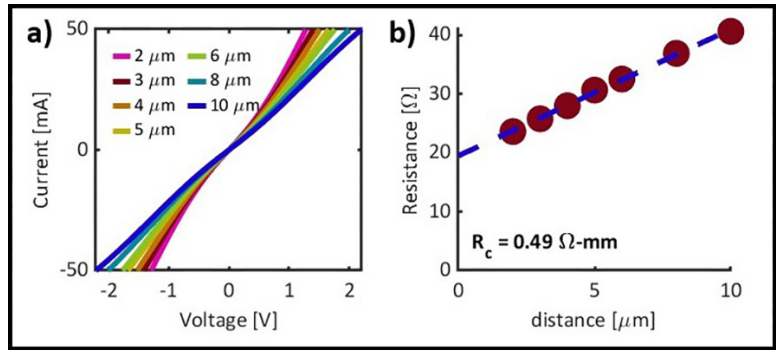 a)
50
0
-50
Current [mA]
2 μm
3 μm
4 μm
5 μm
6 μm
8 μm
10 μm
-2 -1 0 1 2
Voltage [V]
b)
40
30
20
10
0
Resistance [Ω]
R_c = 0.49 Ω-mm
0 5 10
distance [μm]